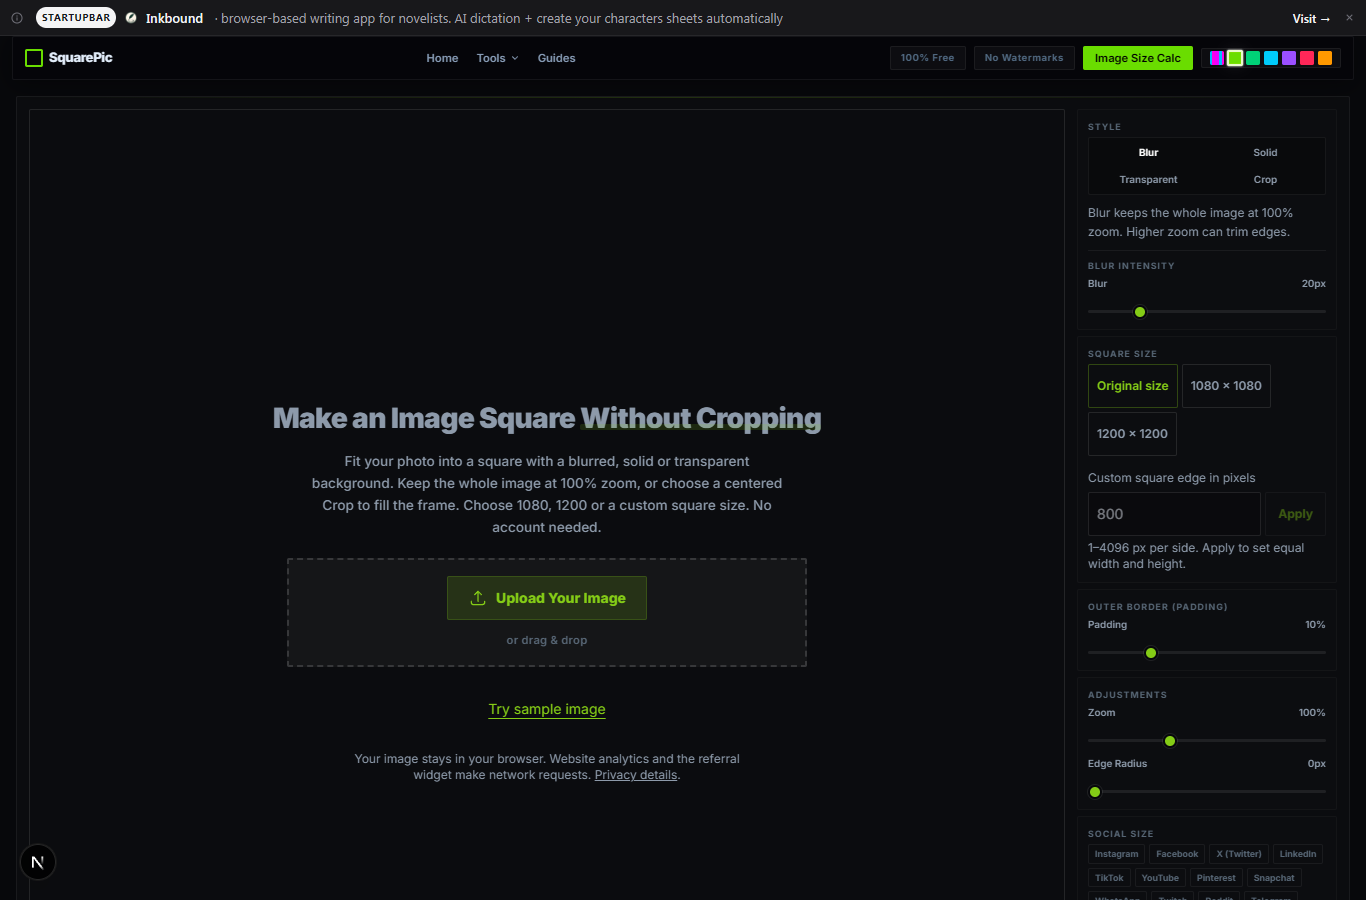 STARTUPBAR Inkbound · browser-based writing app for novelists. AI dictation + create your characters sheets automatically Visit → ×
SquarePic Home Tools Guides 100% Free No Watermarks Image Size Calc
Make an Image Square Without Cropping
Fit your photo into a square with a blurred, solid or transparent
background. Keep the whole image at 100% zoom, or choose a centered
Crop to fill the frame. Choose 1080, 1200 or a custom square size. No
account needed.
Upload Your Image
or drag & drop
Try sample image
Your image stays in your browser. Website analytics and the referral
widget make network requests. Privacy details.
N
STYLE
Blur Solid
Transparent Crop
Blur keeps the whole image at 100%
zoom. Higher zoom can trim edges.
BLUR INTENSITY
Blur 20px
SQUARE SIZE
Original size 1080 × 1080
1200 × 1200
Custom square edge in pixels
800 Apply
1–4096 px per side. Apply to set equal
width and height.
OUTER BORDER (PADDING)
Padding 10%
ADJUSTMENTS
Zoom 100%
Edge Radius 0px
SOCIAL SIZE
Instagram Facebook X (Twitter) LinkedIn
TikTok YouTube Pinterest Snapchat
WhatsApp Twitch Reddit Telegram